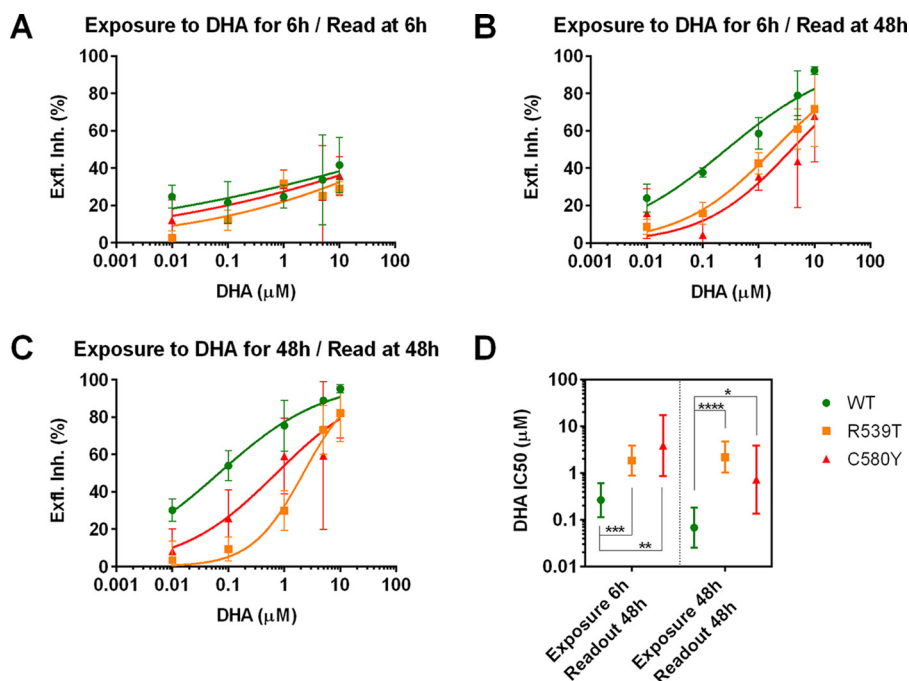 A Exposure to DHA for 6h / Read at 6h
Exfl. Inh. (%)
100
80
60
40
20
0
0.001 0.01 0.1 1 10 100
DHA (μM)
B Exposure to DHA for 6h / Read at 48h
Exfl. Inh. (%)
100
80
60
40
20
0
0.001 0.01 0.1 1 10 100
DHA (μM)
C Exposure to DHA for 48h / Read at 48h
Exfl. Inh. (%)
100
80
60
40
20
0
0.001 0.01 0.1 1 10 100
DHA (μM)
D
DHA IC50 (μM)
100
10
1
0.1
0.01
***
**
****
*
Exposure 6h
Readout 48h
Exposure 48h
Readout 48h
WT
R539T
C580Y